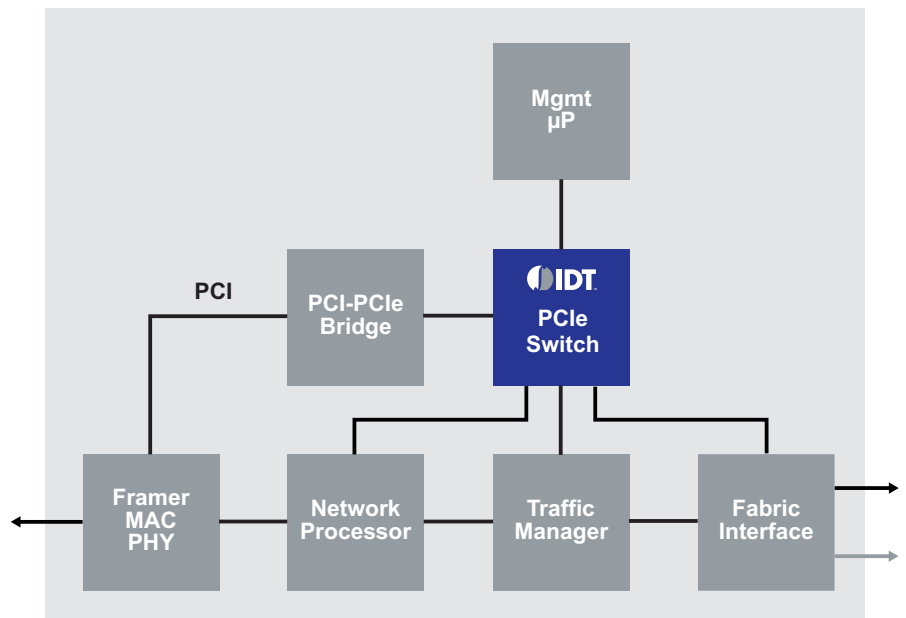 Mgmt
µP
IDT
PCIe
Switch
PCI
PCI-PCIe
Bridge
Framer
MAC
PHY
Network
Processor
Traffic
Manager
Fabric
Interface